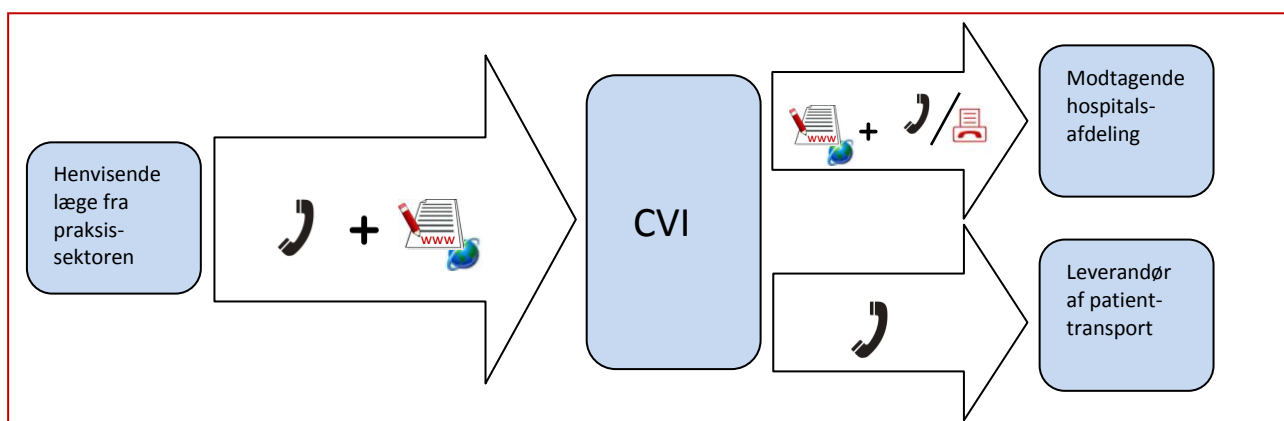 Henvisende
læge fra
praksis-
sektoren
+
www
CVI
www
+
/
Modtagende
hospitals-
afdeling
Leverandør
af patient-
transport